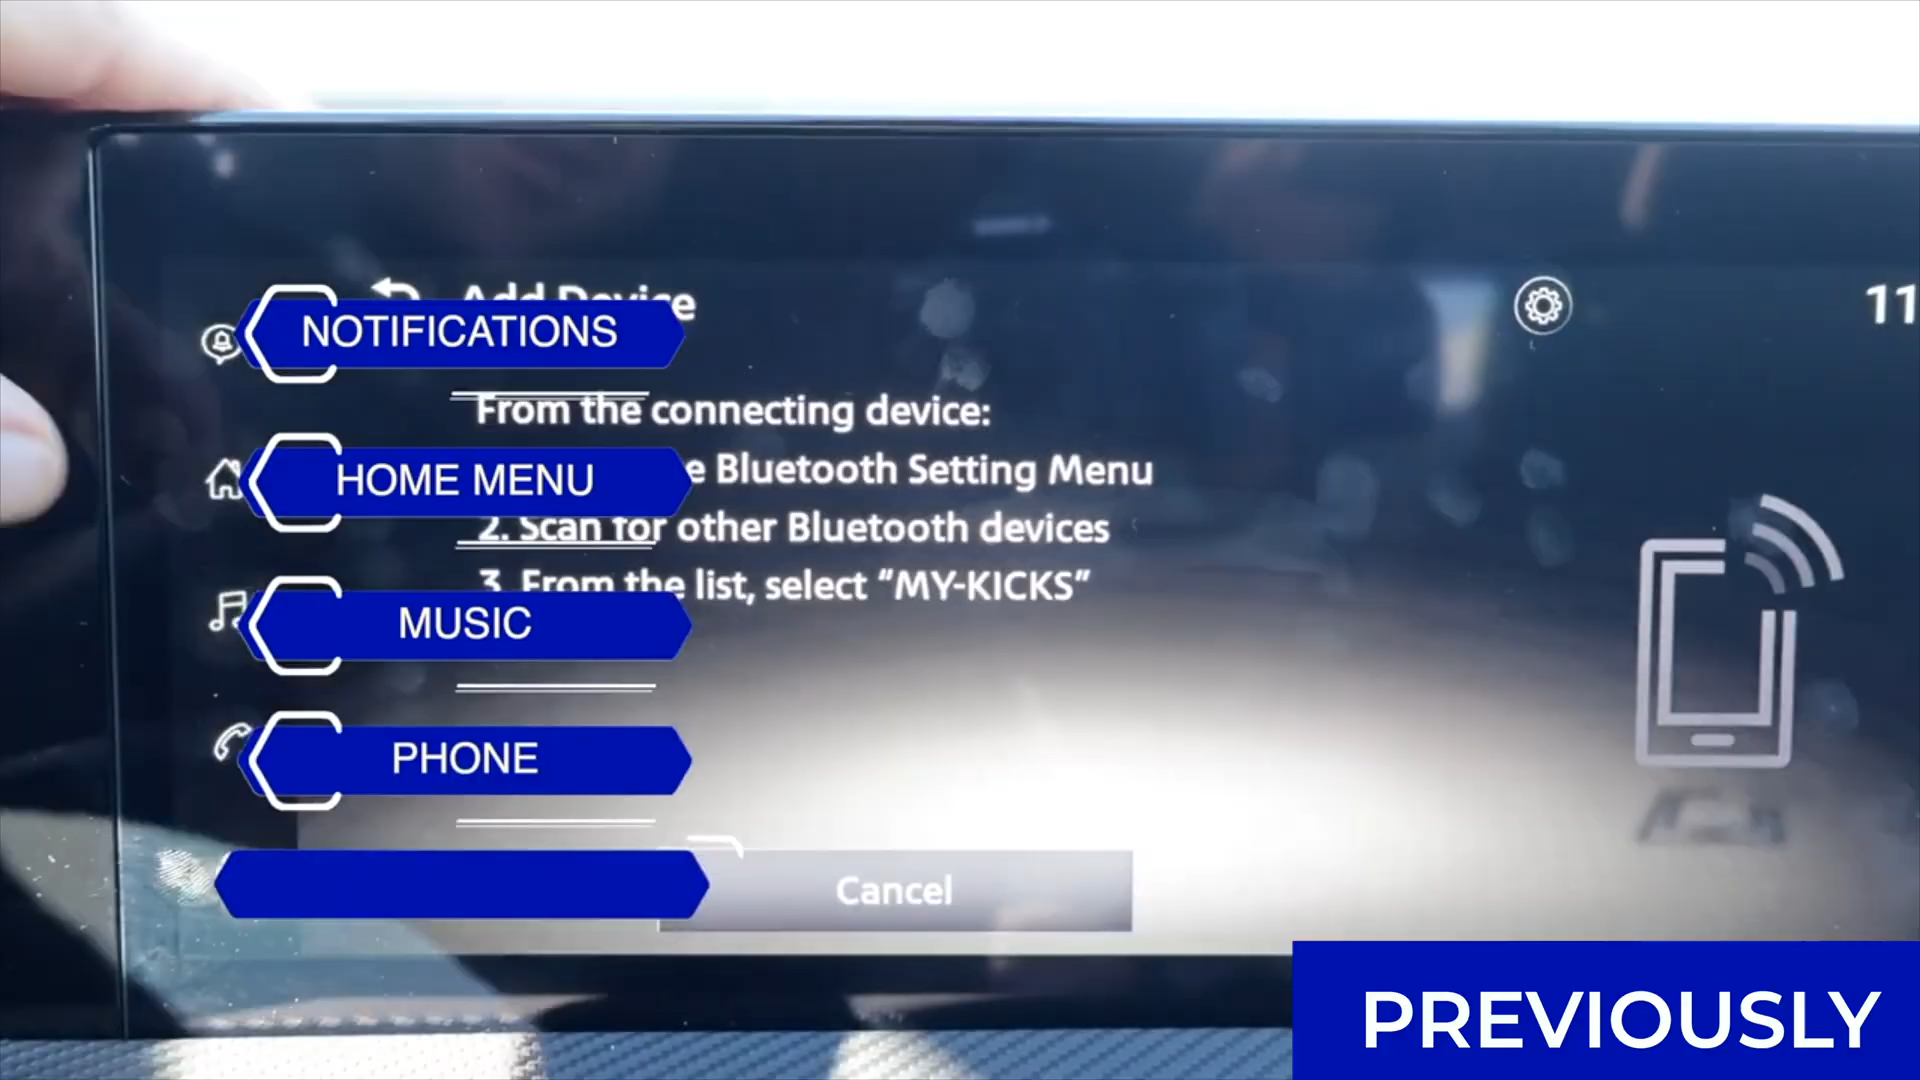 Add Device
11
NOTIFICATIONS
From the connecting device:
HOME MENU
e Bluetooth Setting Menu
2. Scan for other Bluetooth devices
3. From the list, select “MY-KICKS”
MUSIC
PHONE
Cancel
PREVIOUSLY